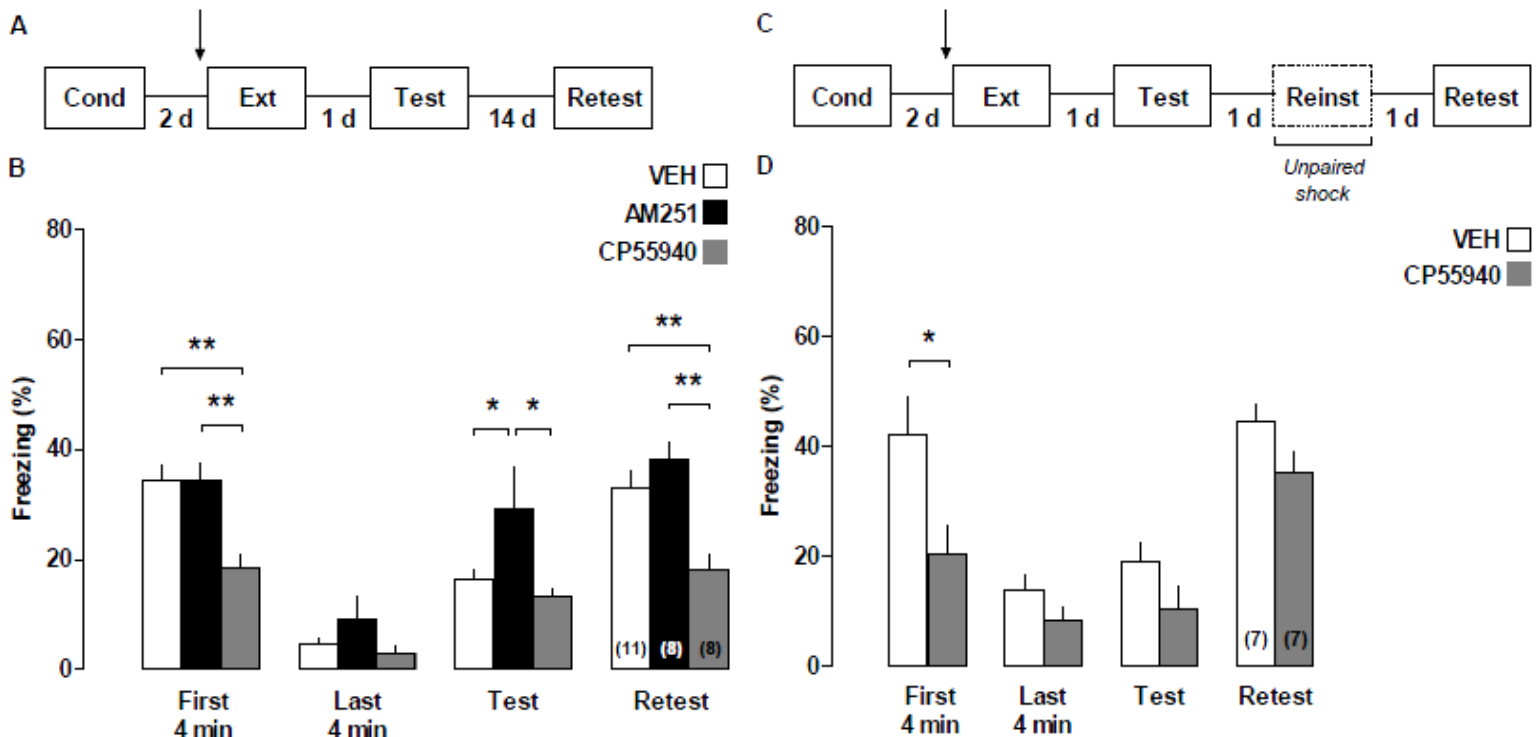 A
Cond
Ext
Test
Retest
2 d
1 d
14 d
B
VEH
AM251
CP55940
Freezing (%)
80
60
40
20
0
**
**
*
*
**
**
(11)
(8)
(8)
First
4 min
Last
4 min
Test
Retest
C
Cond
Ext
Test
Reinst
Retest
2 d
1 d
1 d
1 d
Unpaired
shock
D
VEH
CP55940
Freezing (%)
80
60
40
20
0
*
(7)
(7)
First
4 min
Last
4 min
Test
Retest